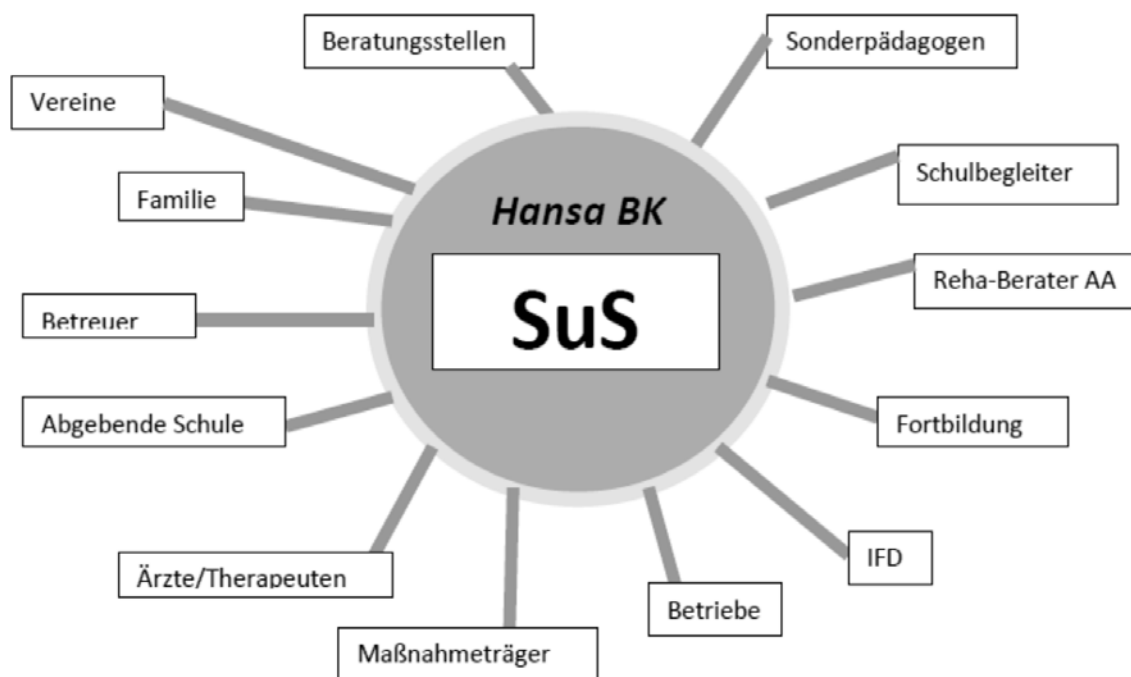 Beratungsstellen
Sonderpädagogen
Vereine
Schulbegleiter
Familie
Hansa BK
SuS
Reha-Berater AA
Betreuer
Abgebende Schule
Fortbildung
Ärzte/Therapeuten
IFD
Betriebe
Maßnahmeträger